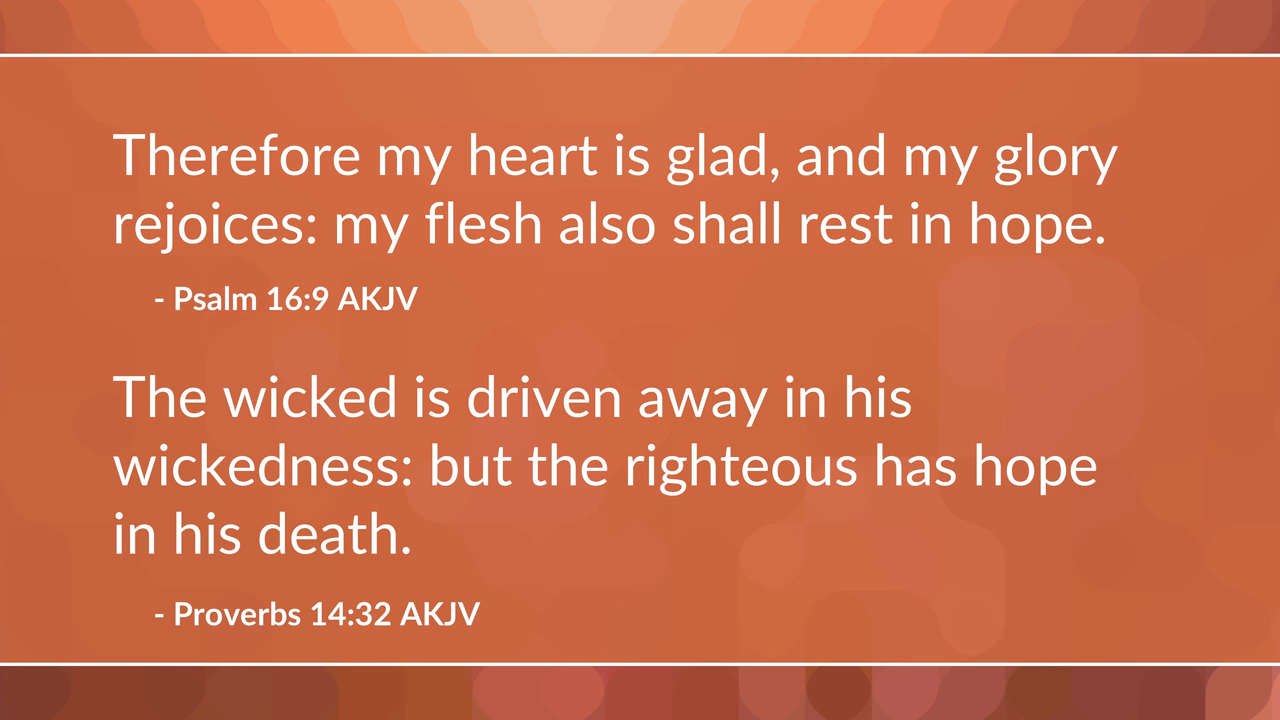 Therefore my heart is glad, and my glory
rejoices: my flesh also shall rest in hope.
- Psalm 16:9 AKJV
The wicked is driven away in his
wickedness: but the righteous has hope
in his death.
- Proverbs 14:32 AKJV